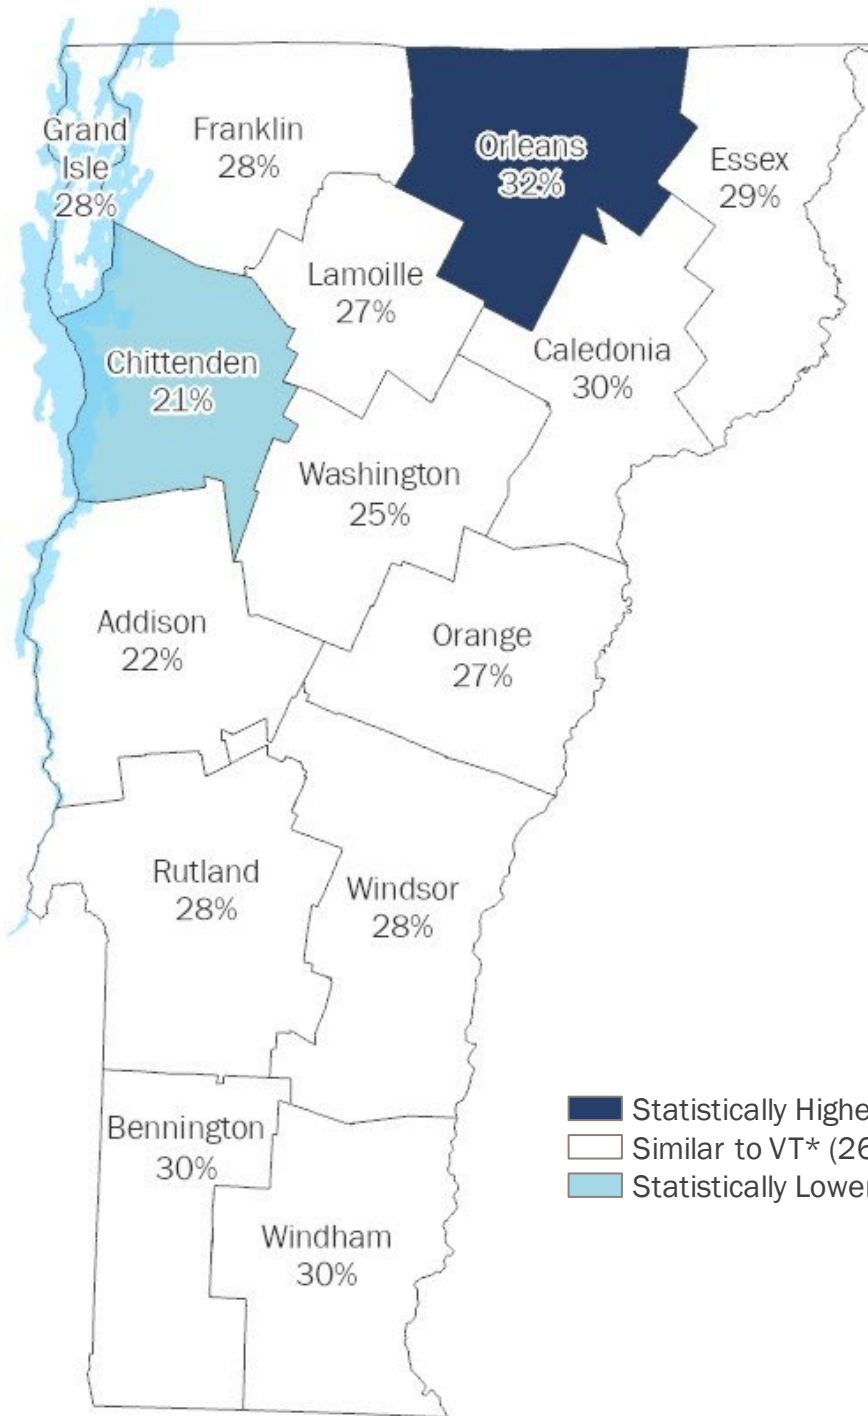 Grand
Isle
28%
Franklin
28%
Orleans
32%
Essex
29%
Lamoille
27%
Chittenden
21%
Caledonia
30%
Washington
25%
Addison
22%
Orange
27%
Rutland
28%
Windsor
28%
Bennington
30%
Windham
30%
Statistically Highe
Similar to VT* (26
Statistically Lower